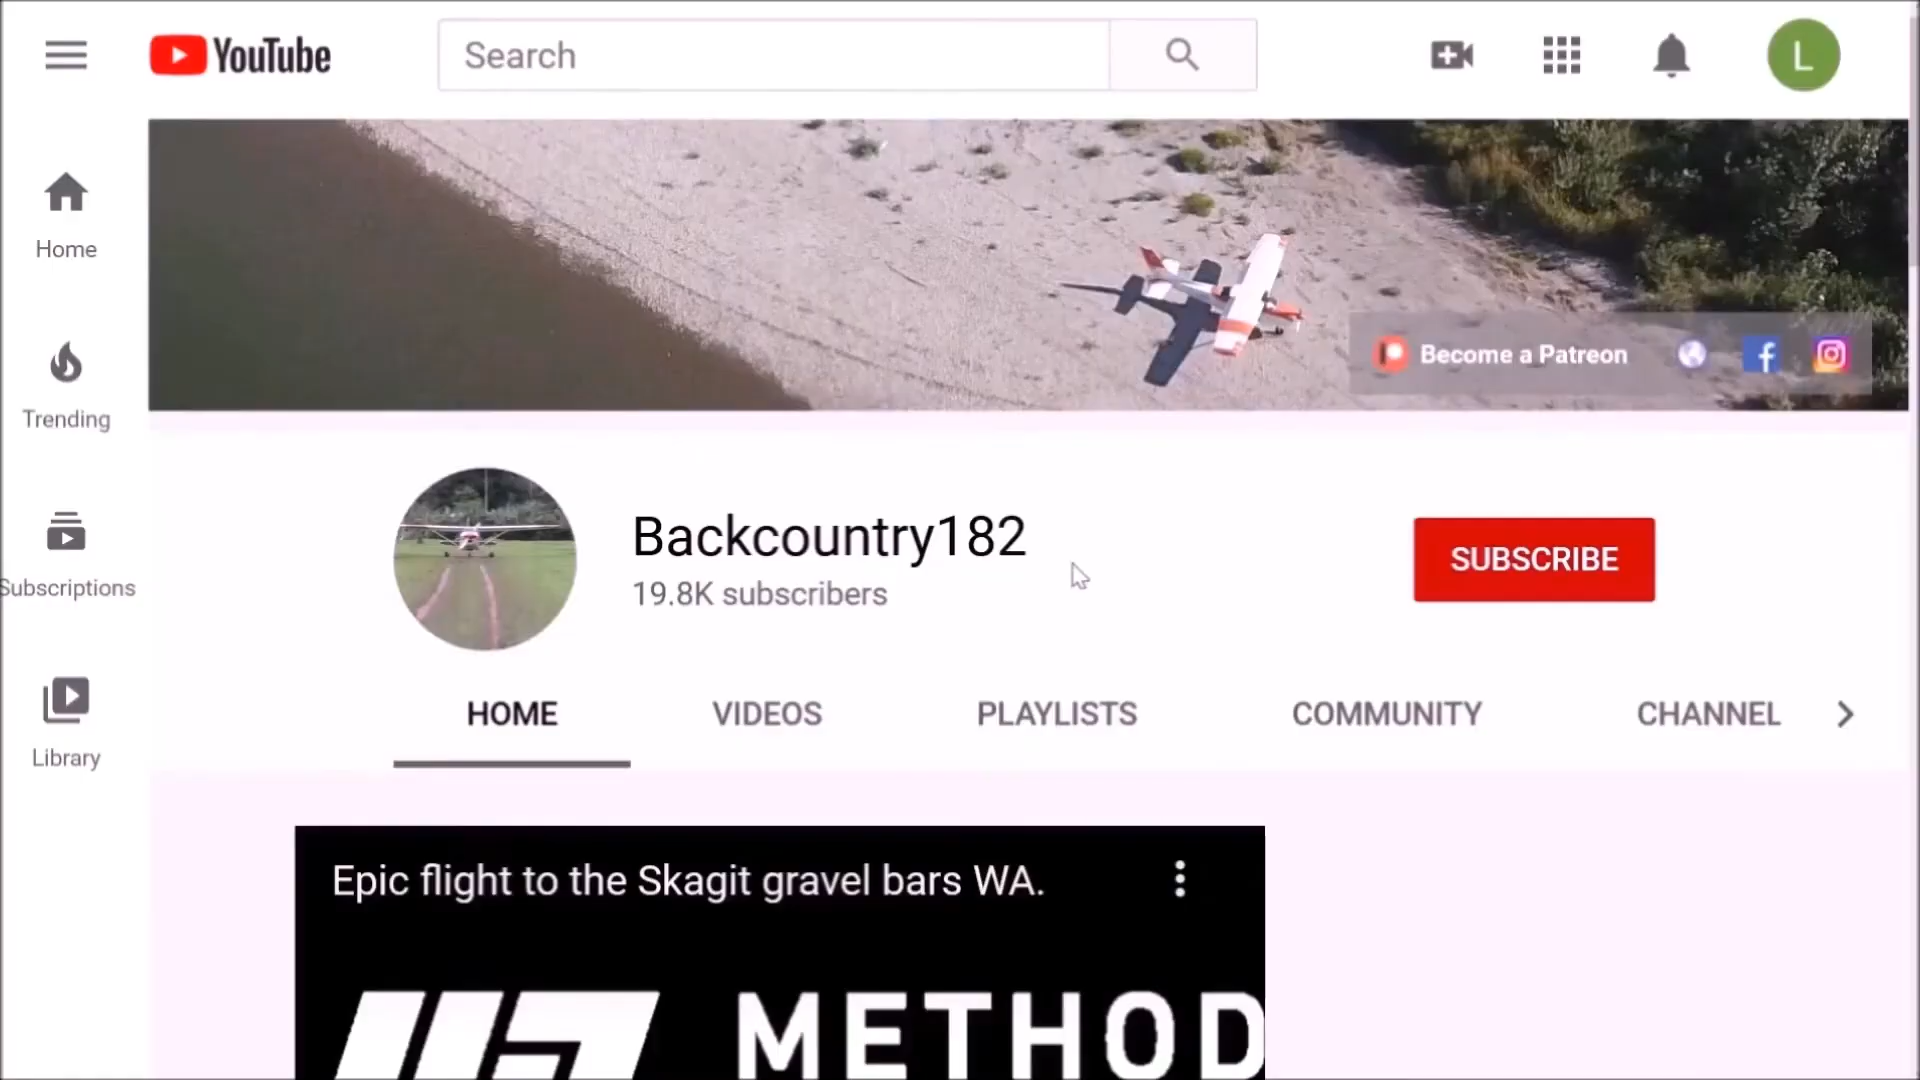 YouTube
Search
L
Home
Trending
Subscriptions
Library
Become a Patreon
Backcountry182
19.8K subscribers
SUBSCRIBE
HOME
VIDEOS
PLAYLISTS
COMMUNITY
CHANNEL
Epic flight to the Skagit gravel bars WA.
METHOD